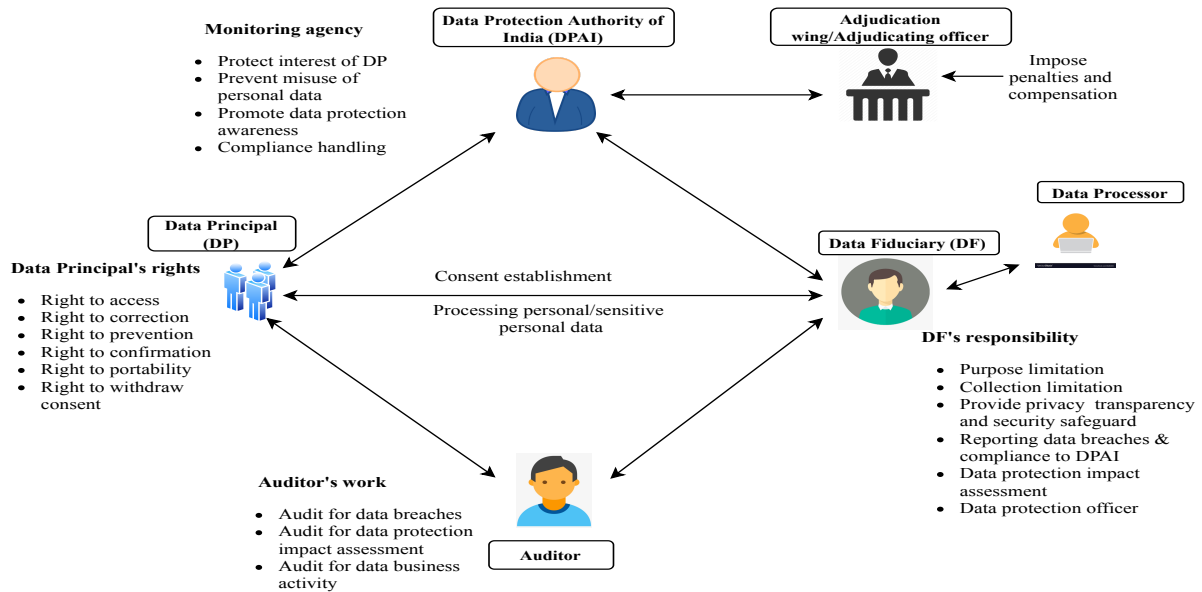 Monitoring agency
• Protect interest of DP
• Prevent misuse of
personal data
• Promote data protection
awareness
• Compliance handling
Data Protection Authority of
India (DPAI)
Adjudication
wing/Adjudicating officer
Impose
penalties and
compensation
Data Principal
(DP)
Data Principal's rights
• Right to access
• Right to correction
• Right to prevention
• Right to confirmation
• Right to portability
• Right to withdraw
consent
Consent establishment
Processing personal/sensitive
personal data
Data Fiduciary (DF)
Data Processor
DF's responsibility
• Purpose limitation
• Collection limitation
• Provide privacy transparency
and security safeguard
• Reporting data breaches &
compliance to DPAI
• Data protection impact
assessment
• Data protection officer
Auditor's work
• Audit for data breaches
• Audit for data protection
impact assessment
• Audit for data business
activity
Auditor